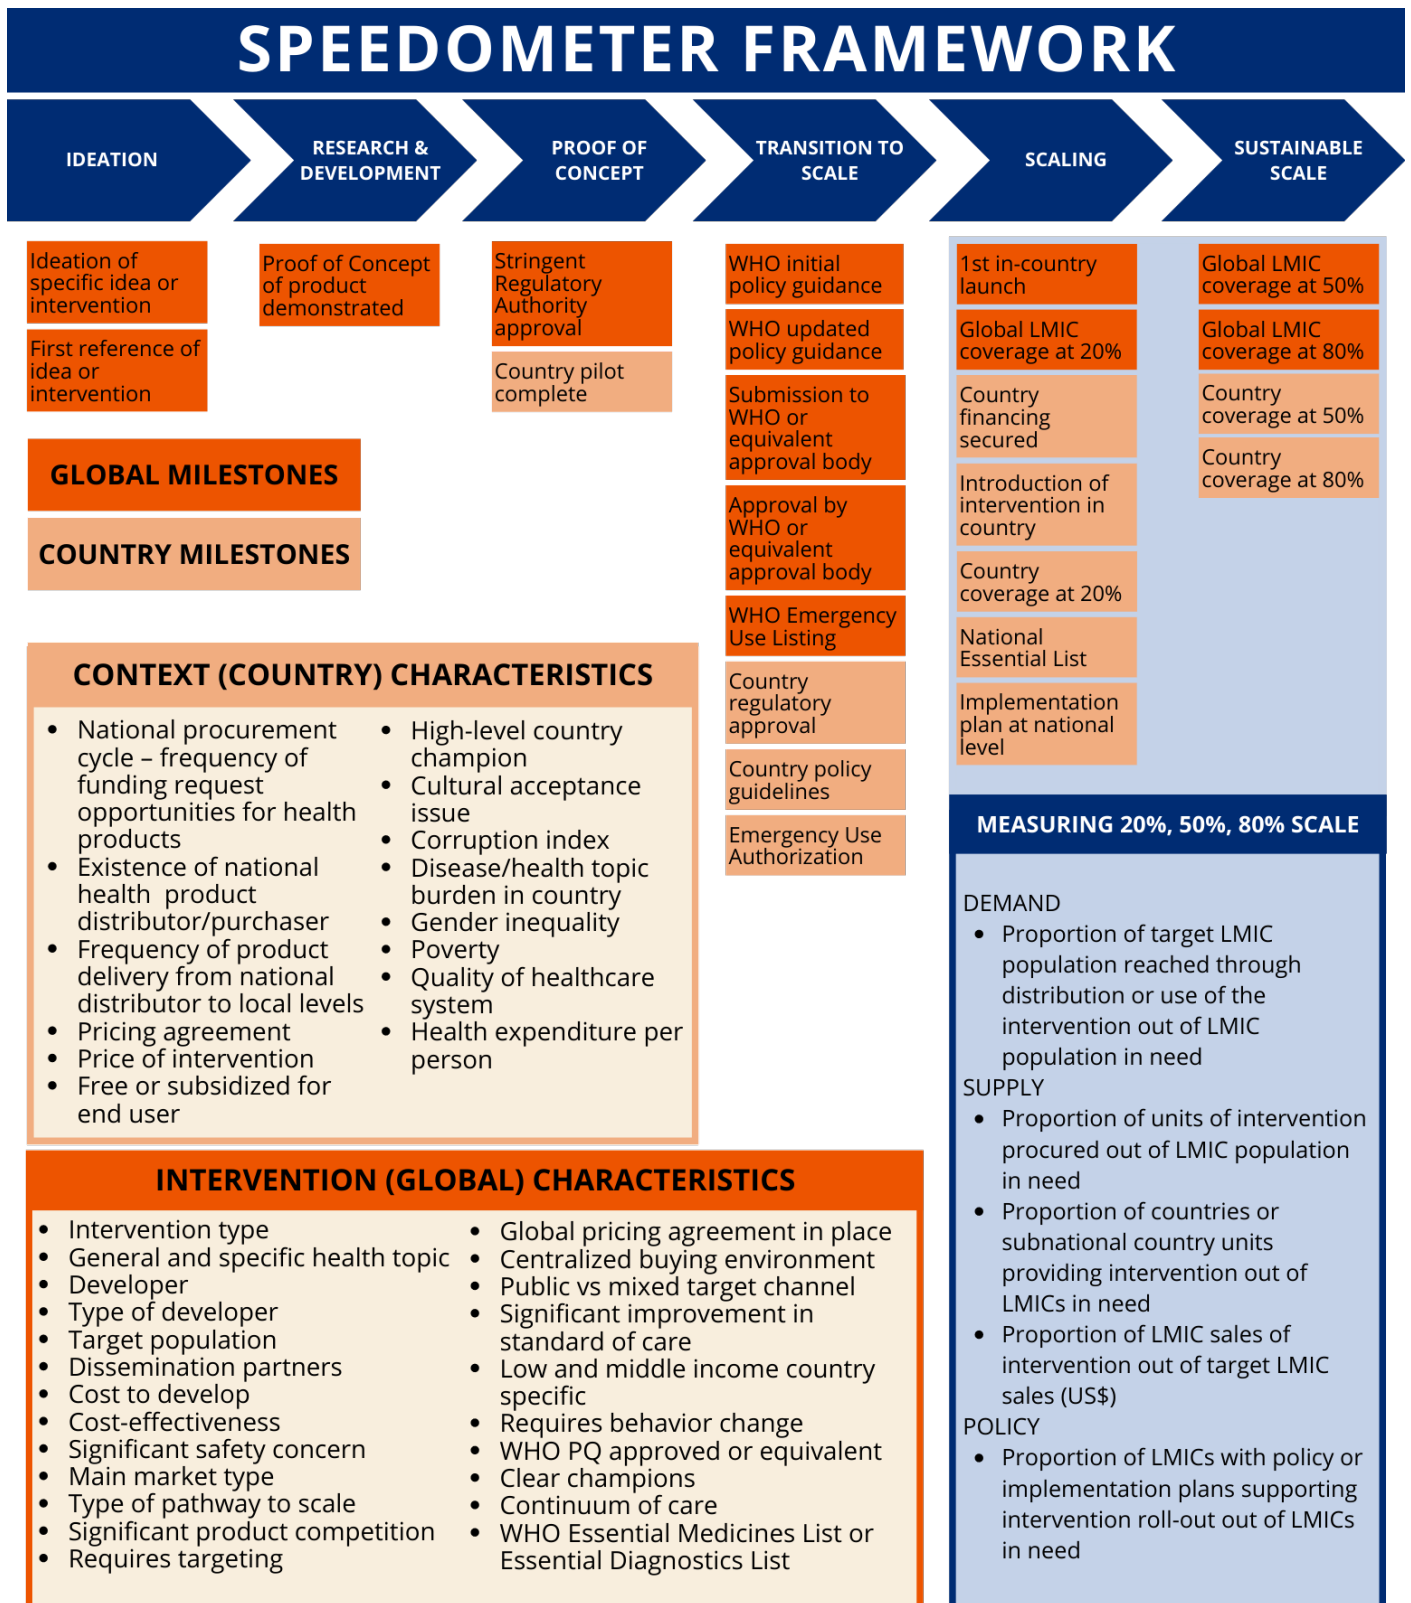 SPEEDOMETER FRAMEWORK
IDEATION
RESEARCH &
DEVELOPMENT
PROOF OF
CONCEPT
TRANSITION TO
SCALE
SCALING
SUSTAINABLE
SCALE
Ideation of
specific idea or
intervention
First reference of
idea or
intervention
Proof of Concept
of product
demonstrated
Stringent
Regulatory
Authority
approval
Country pilot
complete
WHO initial
policy guidance
WHO updated
policy guidance
Submission to
WHO or
equivalent
approval body
Approval by
WHO or
equivalent
approval body
WHO Emergency
Use Listing
Country
regulatory
approval
Country policy
guidelines
Emergency Use
Authorization
1st in-country
launch
Global LMIC
coverage at 20%
Country
financing
secured
Introduction of
intervention in
country
Country
coverage at 20%
National
Essential List
Implementation
plan at national
level
Global LMIC
coverage at 50%
Global LMIC
coverage at 80%
Country
coverage at 50%
Country
coverage at 80%
GLOBAL MILESTONES
COUNTRY MILESTONES
CONTEXT (COUNTRY) CHARACTERISTICS
• National procurement
cycle – frequency of
funding request
opportunities for health
products
• Existence of national
health product
distributor/purchaser
• Frequency of product
delivery from national
distributor to local levels
• Pricing agreement
• Price of intervention
• Free or subsidized for
end user
• High-level country
champion
• Cultural acceptance
issue
• Corruption index
• Disease/health topic
burden in country
• Gender inequality
• Poverty
• Quality of healthcare
system
• Health expenditure per
person
INTERVENTION (GLOBAL) CHARACTERISTICS
• Intervention type
• General and specific health topic
• Developer
• Type of developer
• Target population
• Dissemination partners
• Cost to develop
• Cost-effectiveness
• Significant safety concern
• Main market type
• Type of pathway to scale
• Significant product competition
• Requires targeting
• Global pricing agreement in place
• Centralized buying environment
• Public vs mixed target channel
• Significant improvement in
standard of care
• Low and middle income country
specific
• Requires behavior change
• WHO PQ approved or equivalent
• Clear champions
• Continuum of care
• WHO Essential Medicines List or
Essential Diagnostics List
MEASURING 20%, 50%, 80% SCALE
DEMAND
• Proportion of target LMIC
population reached through
distribution or use of the
intervention out of LMIC
population in need
SUPPLY
• Proportion of units of intervention
procured out of LMIC population
in need
• Proportion of countries or
subnational country units
providing intervention out of
LMICs in need
• Proportion of LMIC sales of
intervention out of target LMIC
sales (US$)
POLICY
• Proportion of LMICs with policy or
implementation plans supporting
intervention roll-out out of LMICs
in need